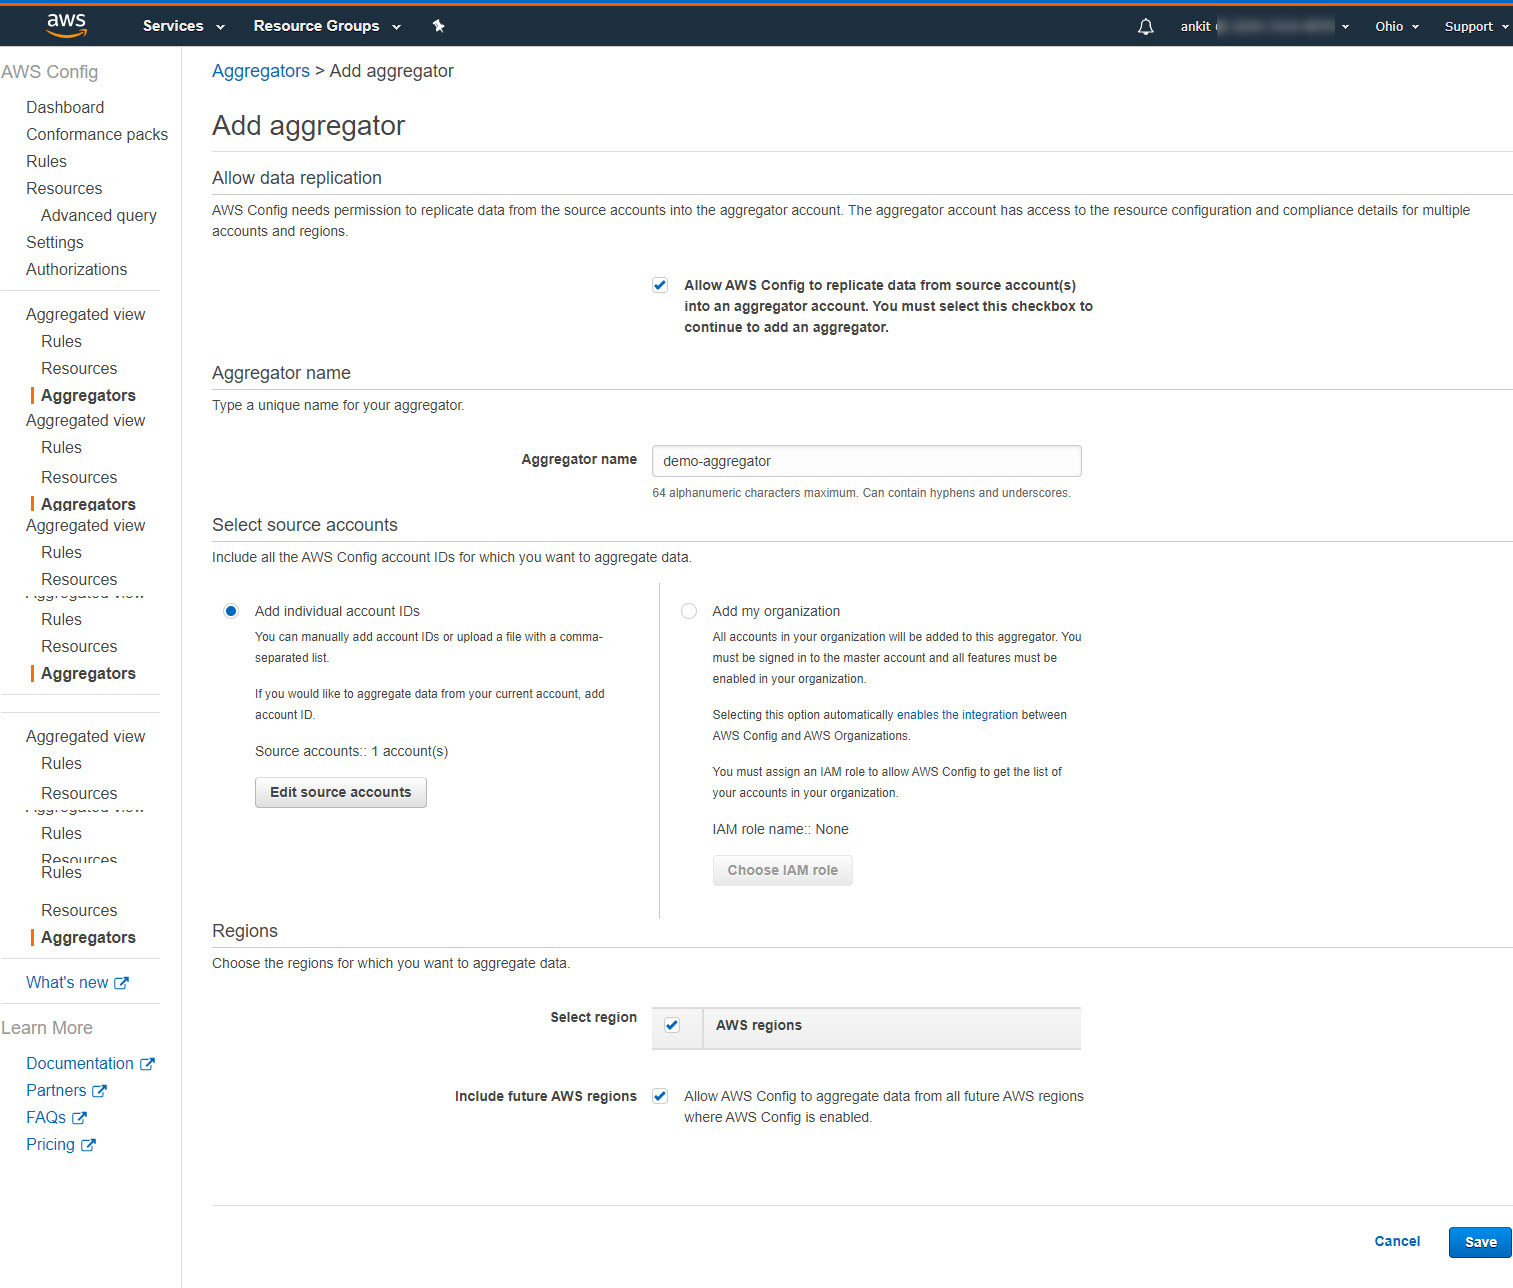 aws Services Resource Groups ankit Ohio Support
AWS Config
Dashboard
Conformance packs
Rules
Resources
Advanced query
Settings
Authorizations
Aggregated view
Rules
Resources
Aggregators
Aggregated view
Rules
Resources
Aggregators
Aggregated view
Rules
Resources
Aggregated view
Rules
Resources
Aggregators
Aggregated view
Rules
Resources
Aggregated view
Rules
Resources
Rules
Resources
Aggregators
What's new
Learn More
Documentation
Partners
FAQs
Pricing
Aggregators > Add aggregator
Add aggregator
Allow data replication
AWS Config needs permission to replicate data from the source accounts into the aggregator account. The aggregator account has access to the resource configuration and compliance details for multiple
accounts and regions.
Allow AWS Config to replicate data from source account(s)
into an aggregator account. You must select this checkbox to
continue to add an aggregator.
Aggregator name
Type a unique name for your aggregator.
Aggregator name demo-aggregator
64 alphanumeric characters maximum. Can contain hyphens and underscores.
Select source accounts
Include all the AWS Config account IDs for which you want to aggregate data.
Add individual account IDs
You can manually add account IDs or upload a file with a comma-
separated list.
If you would like to aggregate data from your current account, add
account ID.
Source accounts:: 1 account(s)
Edit source accounts
Add my organization
All accounts in your organization will be added to this aggregator. You
must be signed in to the master account and all features must be
enabled in your organization.
Selecting this option automatically enables the integration between
AWS Config and AWS Organizations.
You must assign an IAM role to allow AWS Config to get the list of
your accounts in your organization.
IAM role name:: None
Choose IAM role
Regions
Choose the regions for which you want to aggregate data.
Select region AWS regions
Include future AWS regions Allow AWS Config to aggregate data from all future AWS regions
where AWS Config is enabled.
Cancel Save